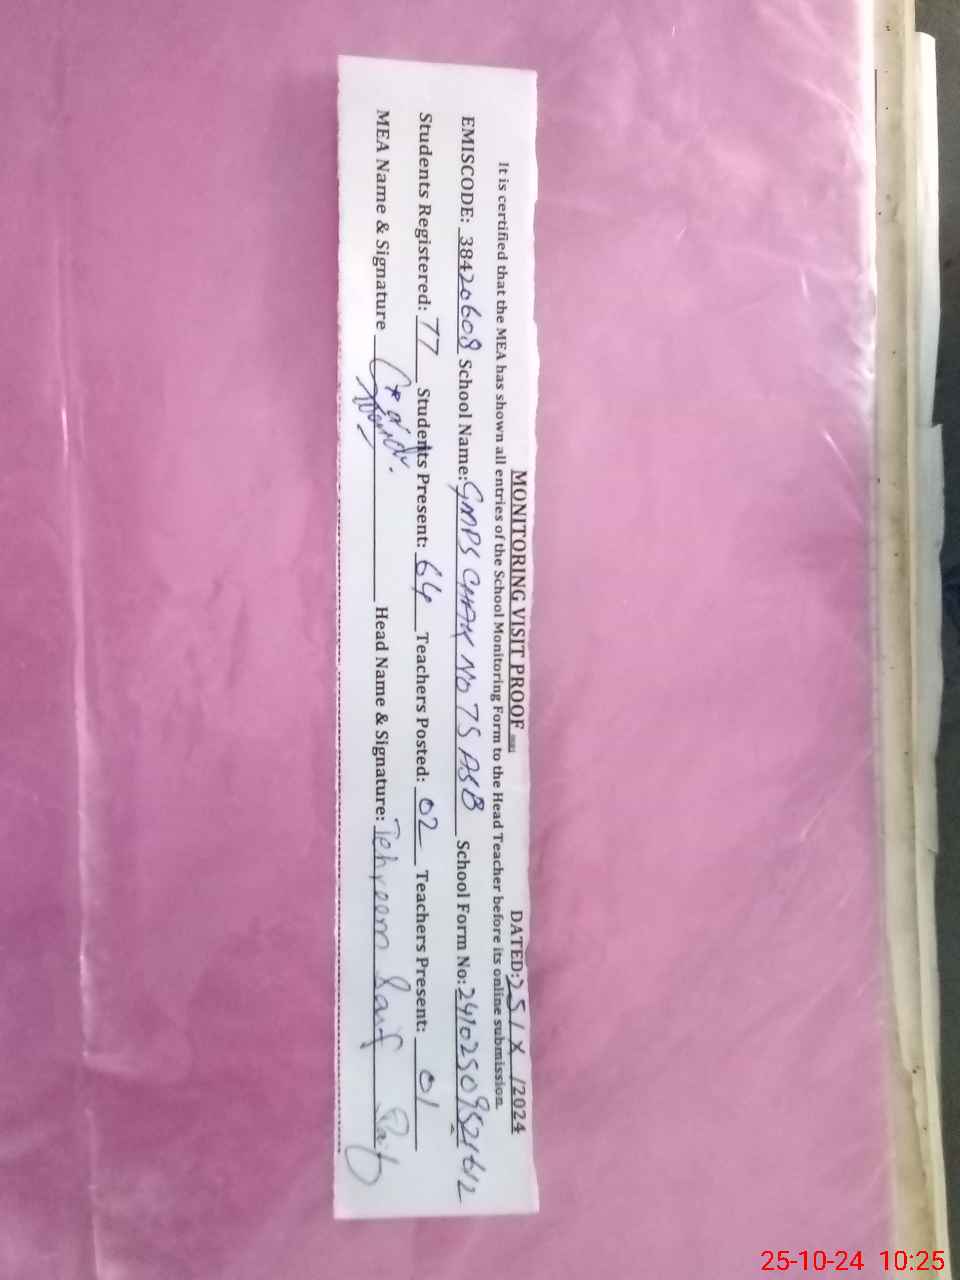 MONITORING VISIT PROOF DATED: 25/X/2024
It is certified that the MEA has shown all entries of the School Monitoring Form to the Head Teacher before its online submission.
EMISCODE: 38420608 School Name: GMPS CHAK NO 75 ASB School Form No: 24102509521612
Students Registered: 77 Students Present: 64 Teachers Posted: 02 Teachers Present: 01
MEA Name & Signature Head Name & Signature: Tehreem Raif
25-10-24 10:25